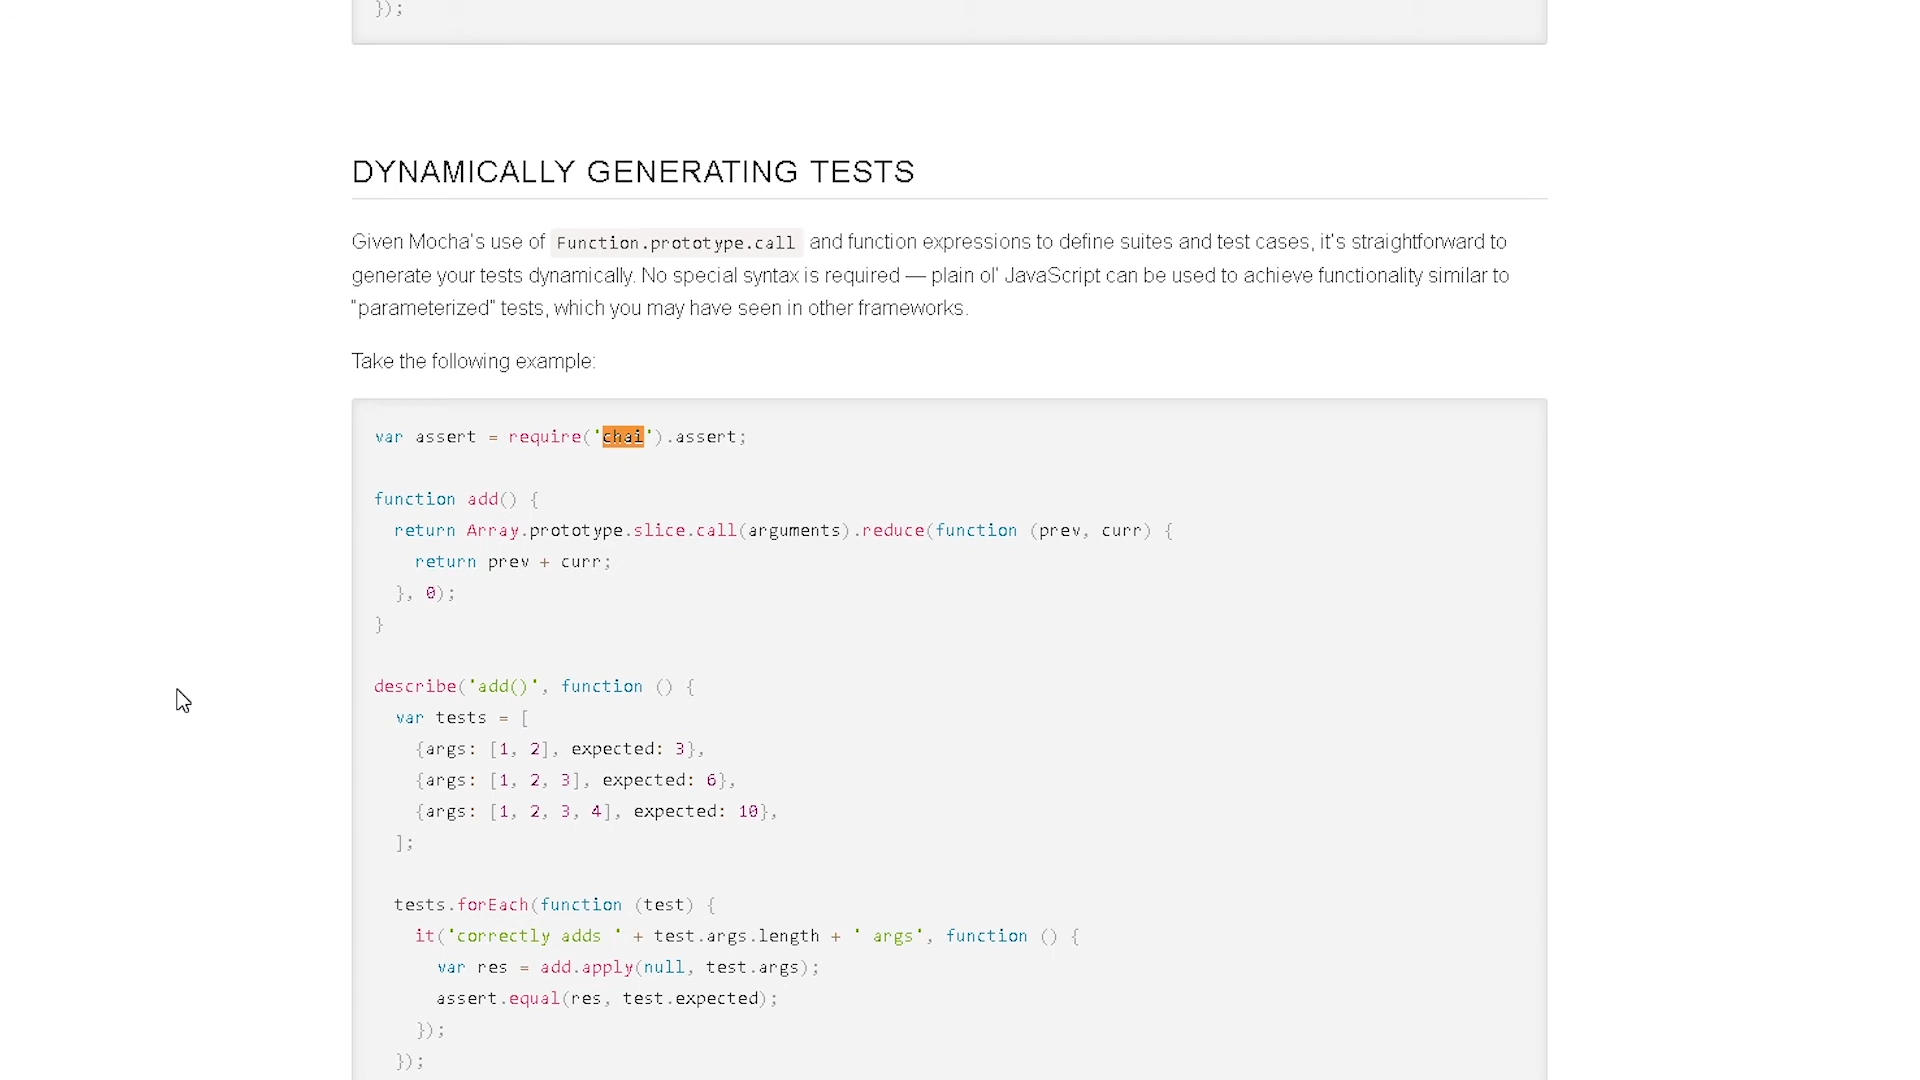 });
DYNAMICALLY GENERATING TESTS
Given Mocha's use of Function.prototype.call and function expressions to define suites and test cases, it's straightforward to
generate your tests dynamically. No special syntax is required — plain ol' JavaScript can be used to achieve functionality similar to
"parameterized" tests, which you may have seen in other frameworks.
Take the following example:
var assert = require('chai').assert;
function add() {
  return Array.prototype.slice.call(arguments).reduce(function (prev, curr) {
    return prev + curr;
  }, 0);
}
describe('add()', function () {
  var tests = [
    {args: [1, 2], expected: 3},
    {args: [1, 2, 3], expected: 6},
    {args: [1, 2, 3, 4], expected: 10},
  ];
  tests.forEach(function (test) {
    it('correctly adds ' + test.args.length + ' args', function () {
      var res = add.apply(null, test.args);
      assert.equal(res, test.expected);
    });
  });